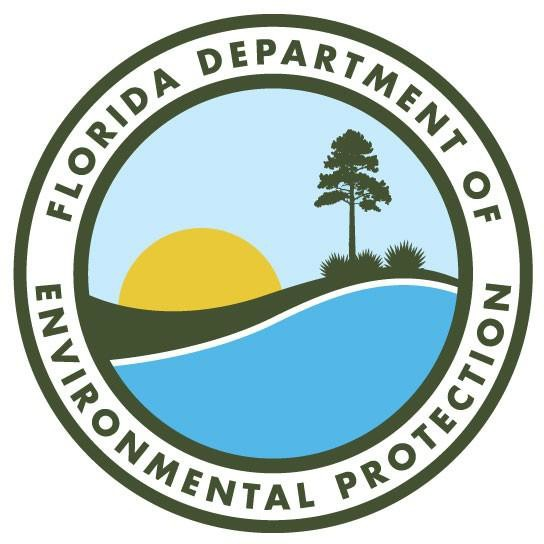 FLORIDA DEPARTMENT OF
ENVIRONMENTAL PROTECTION